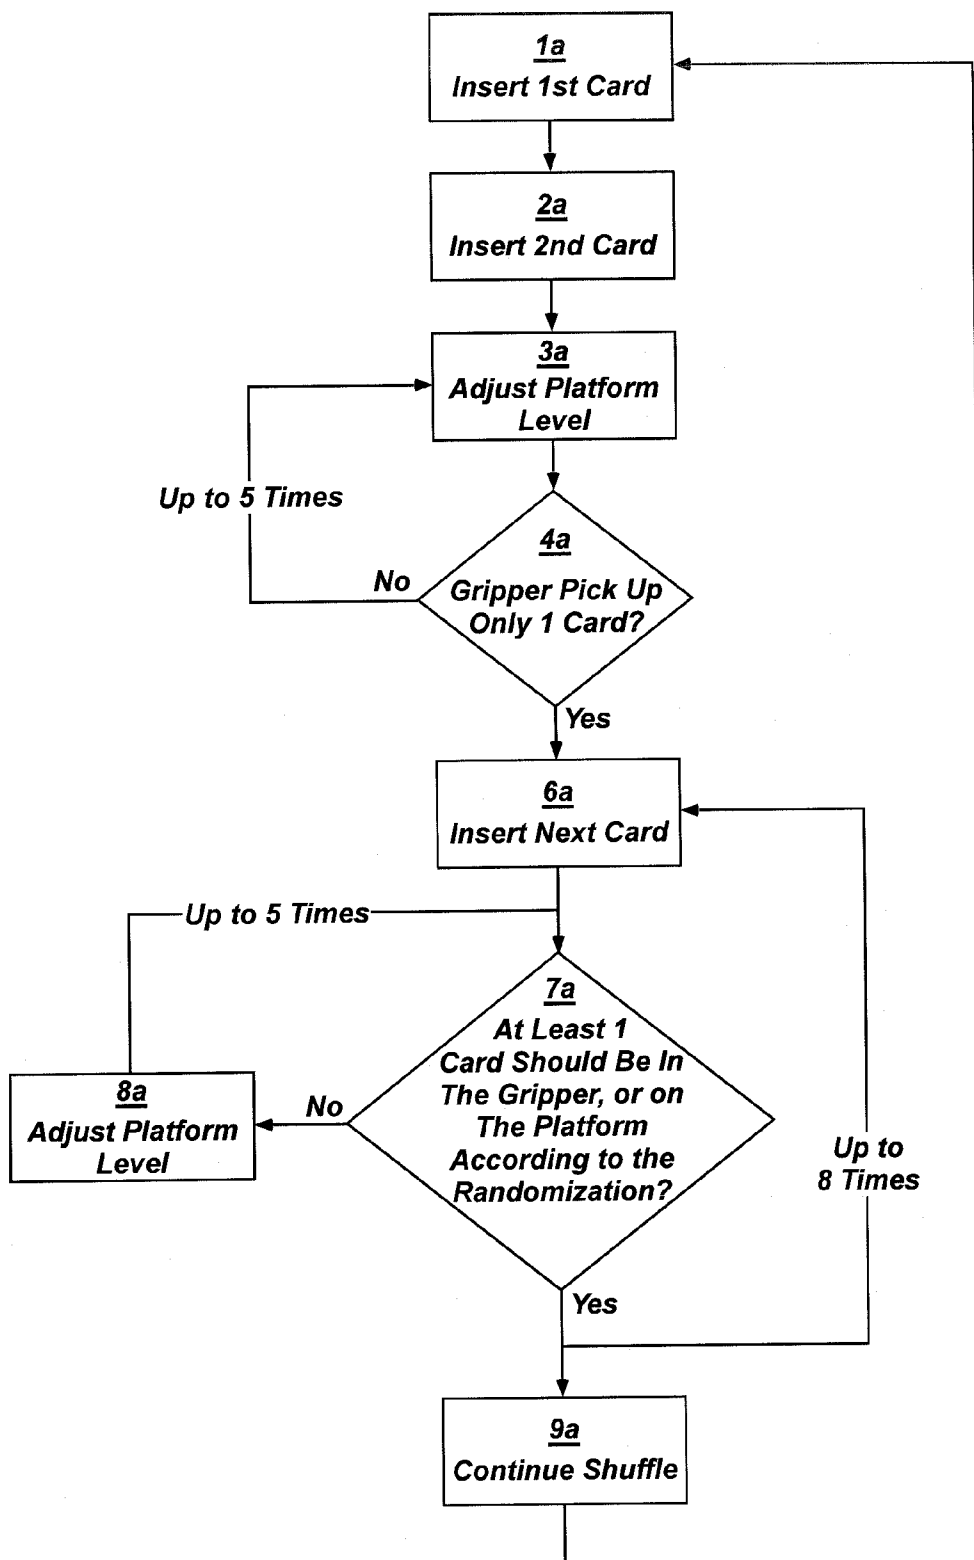 1a
Insert 1st Card
2a
Insert 2nd Card
3a
Adjust Platform
Level
Up to 5 Times
4a
Gripper Pick Up
Only 1 Card?
No
Yes
6a
Insert Next Card
Up to 5 Times
7a
At Least 1
Card Should Be In
The Gripper, or on
The Platform
According to the
Randomization?
No
8a
Adjust Platform
Level
Up to
8 Times
Yes
9a
Continue Shuffle